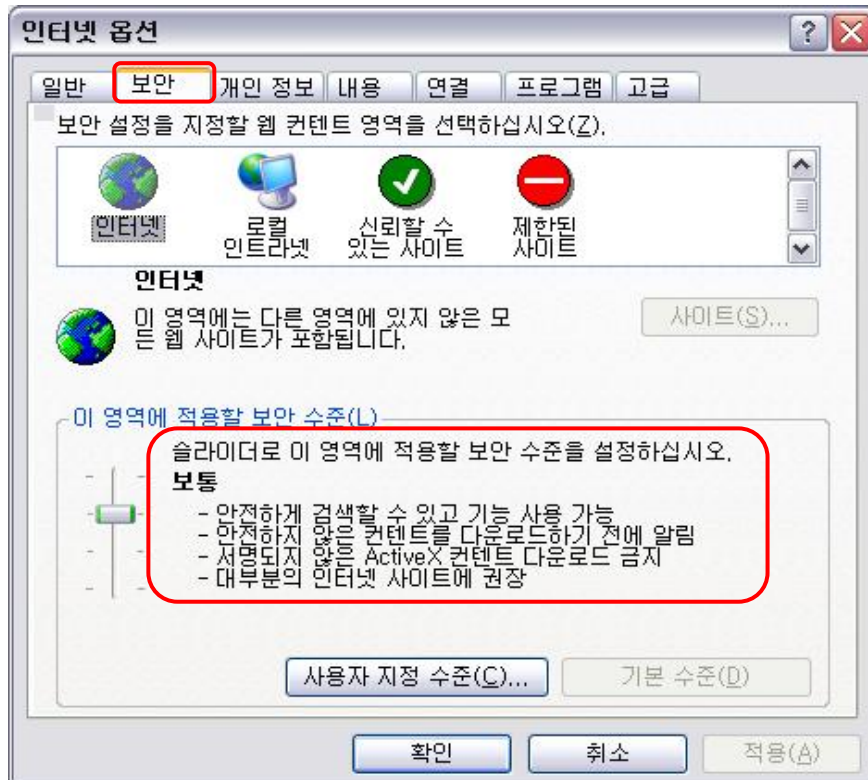 인터넷 옵션
일반 보안 개인 정보 내용 연결 프로그램 고급
보안 설정을 지정할 웹 컨텐트 영역을 선택하십시오(Z).
인터넷
로컬
인트라넷
신뢰할 수
있는 사이트
제한된
사이트
인터넷
이 영역에는 다른 영역에 있지 않은 모
든 웹 사이트가 포함됩니다.
사이트(S)...
이 영역에 적용할 보안 수준(L)
슬라이더로 이 영역에 적용할 보안 수준을 설정하십시오.
보통
- 안전하게 검색할 수 있고 기능 사용 가능
- 안전하지 않은 컨텐트를 다운로드하기 전에 알림
- 서명되지 않은 ActiveX 컨텐트 다운로드 금지
- 대부분의 인터넷 사이트에 권장
사용자 지정 수준(C)... 기본 수준(D)
확인 취소 적용(A)